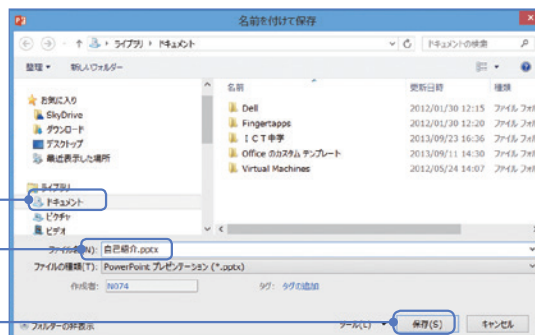 名前を付けて保存
ライブラリ ▸ ドキュメント
ドキュメントの検索
整理 ▾ 新しいフォルダー
名前 更新日時 種類
お気に入り
SkyDrive
ダウンロード
デスクトップ
最近表示した場所
Dell 2012/01/30 12:15 ファイル フォ
Fingertapps 2012/01/30 12:20 ファイル フォ
ＩＣＴ中学 2013/09/23 16:36 ファイル フォ
Office のカスタム テンプレート 2013/09/11 14:30 ファイル フォ
Virtual Machines 2012/05/24 14:07 ファイル フォ
ライブラリ
ドキュメント
ピクチャ
ビデオ
ファイル名(N): 自己紹介.pptx
ファイルの種類(T): PowerPoint プレゼンテーション (*.pptx)
作成者: N074 タグ: タグの追加
フォルダーの非表示 ツール(L) ▾ 保存(S) キャンセル